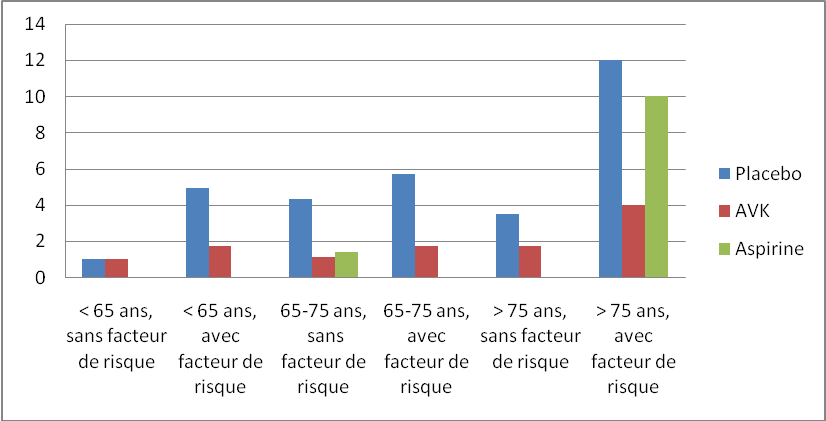 14
12
10
8
6
4
2
0
< 65 ans,
sans facteur
de risque
< 65 ans,
avec
facteur de
risque
65-75 ans,
sans
facteur de
risque
65-75 ans,
avec
facteur de
risque
> 75 ans,
sans facteur
de risque
> 75 ans,
avec
facteur de
risque
Placebo
AVK
Aspirine